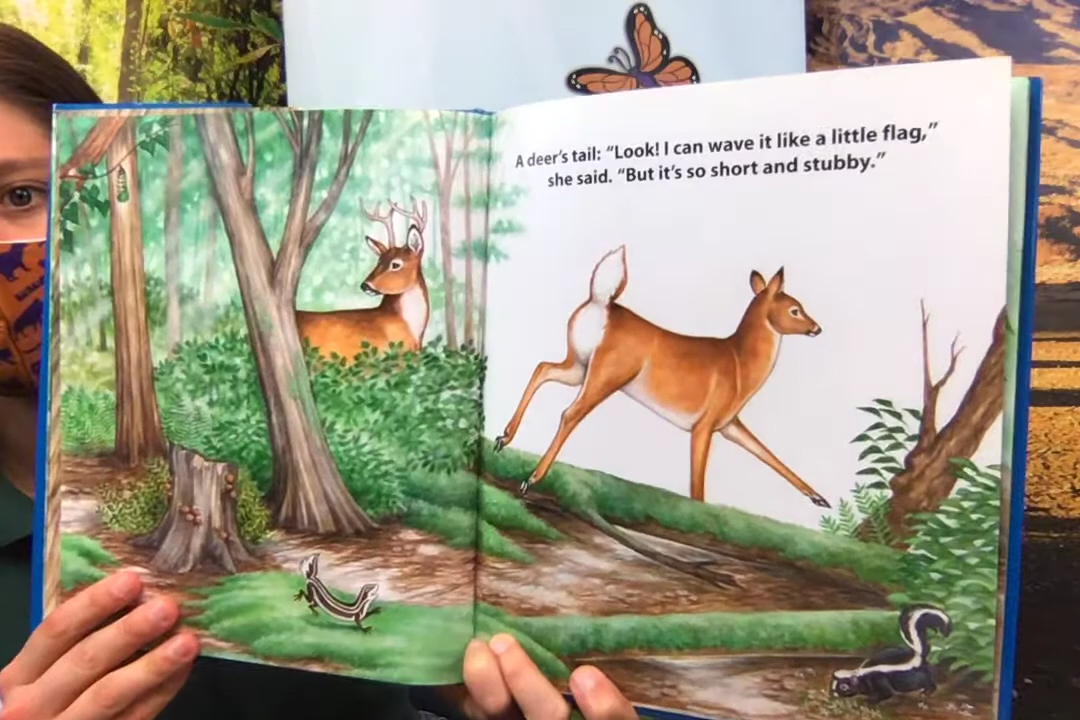 A deer's tail: “Look! I can wave it like a little flag,”
she said. “But it's so short and stubby.”